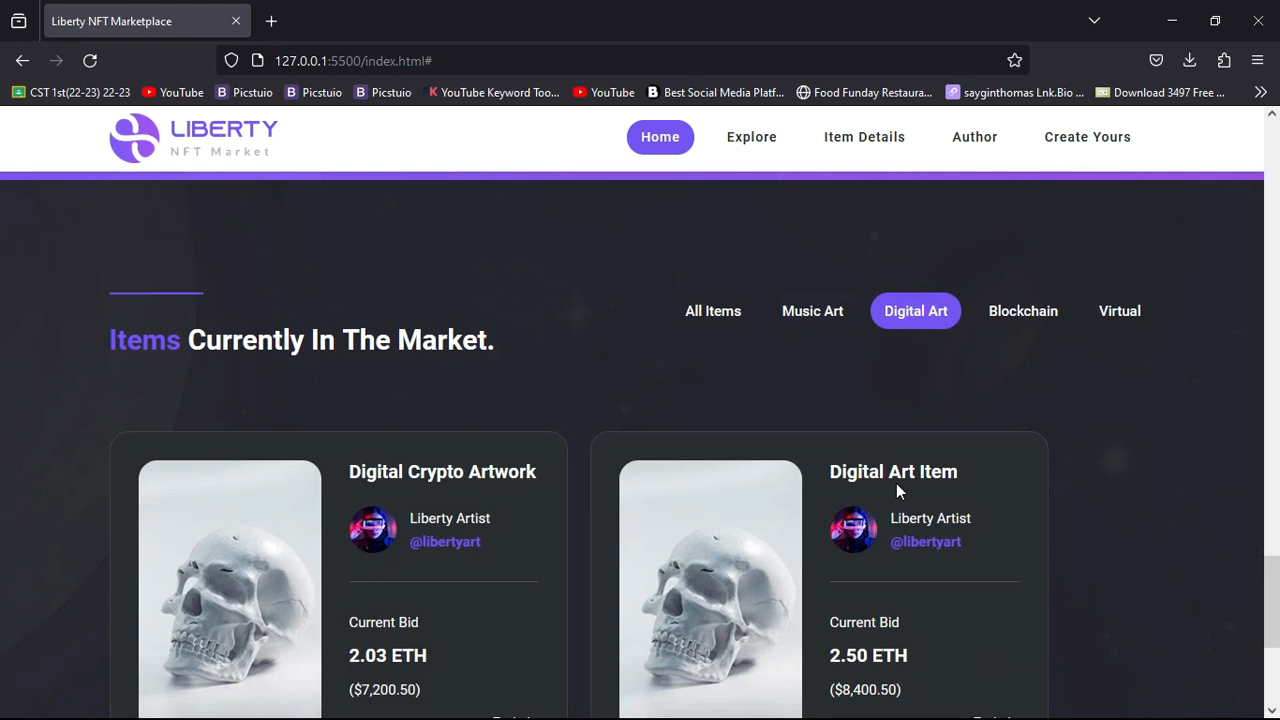 Liberty NFT Marketplace
127.0.0.1:5500/index.html#
CST 1st(22-23) 22-23 YouTube Picstuio Picstuio Picstuio YouTube Keyword Too... YouTube Best Social Media Platf... Food Funday Restaura... sayginthomas Lnk.Bio ... Download 3497 Free ...
LIBERTY
NFT Market
Home Explore Item Details Author Create Yours
All Items Music Art Digital Art Blockchain Virtual
Items Currently In The Market.
Digital Crypto Artwork
Liberty Artist
@libertyart
Current Bid
2.03 ETH
($7,200.50)
Digital Art Item
Liberty Artist
@libertyart
Current Bid
2.50 ETH
($8,400.50)